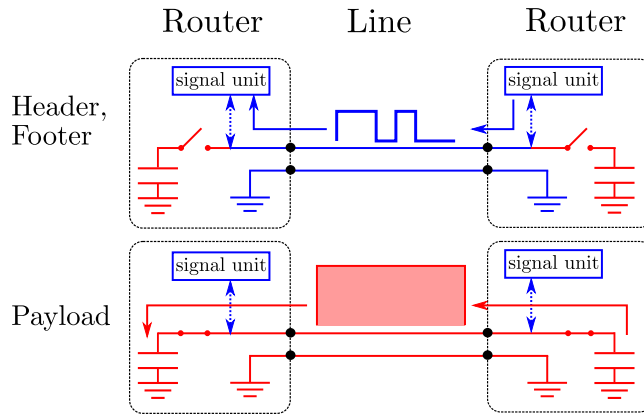 Router Line Router
signal unit signal unit
Header,
Footer
signal unit signal unit
Payload